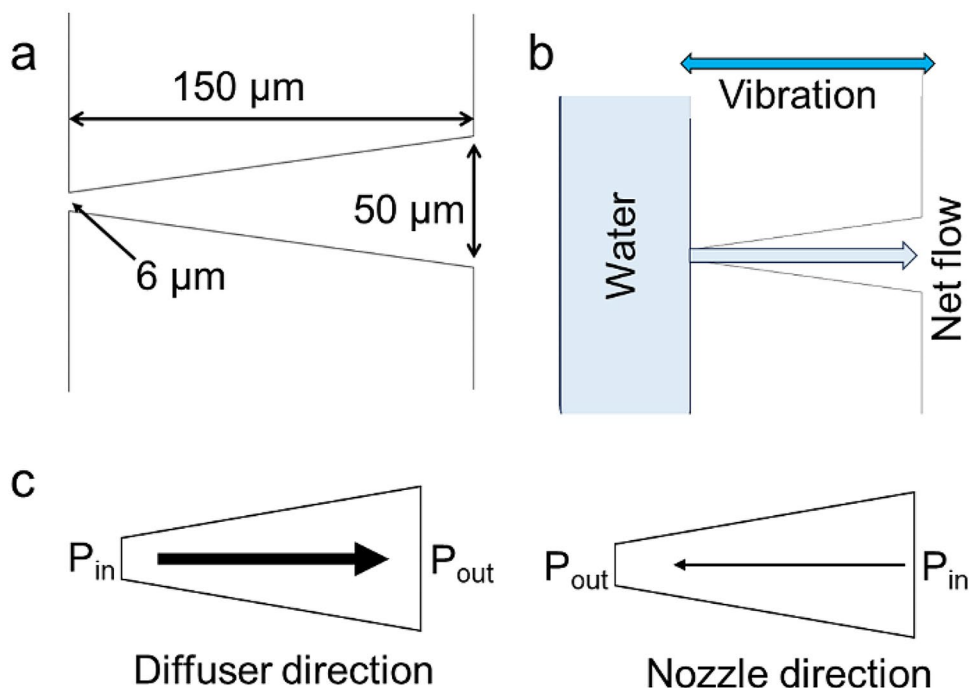 a
150 µm
50 µm
6 µm
b
Vibration
Water
Net flow
c
P_in
P_out
Diffuser direction
P_out
P_in
Nozzle direction